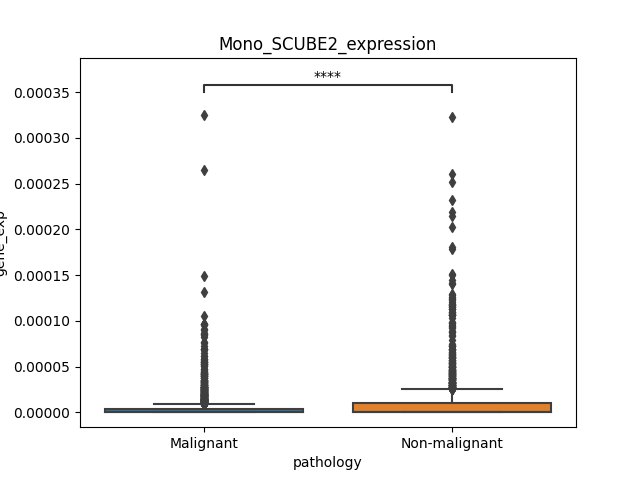 Mono_SCUBE2_expression
****
0.00035
0.00030
0.00025
0.00020
0.00015
0.00010
0.00005
0.00000
gene_exp
Malignant
Non-malignant
pathology